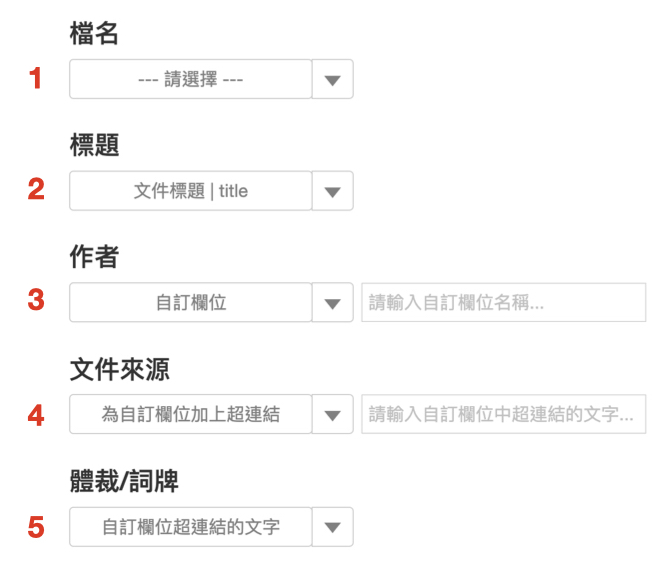 檔名
1 --- 請選擇 ---
標題
2 文件標題 | title
作者
3 自訂欄位 請輸入自訂欄位名稱...
文件來源
4 為自訂欄位加上超連結 請輸入自訂欄位中超連結的文字...
體裁/詞牌
5 自訂欄位超連結的文字